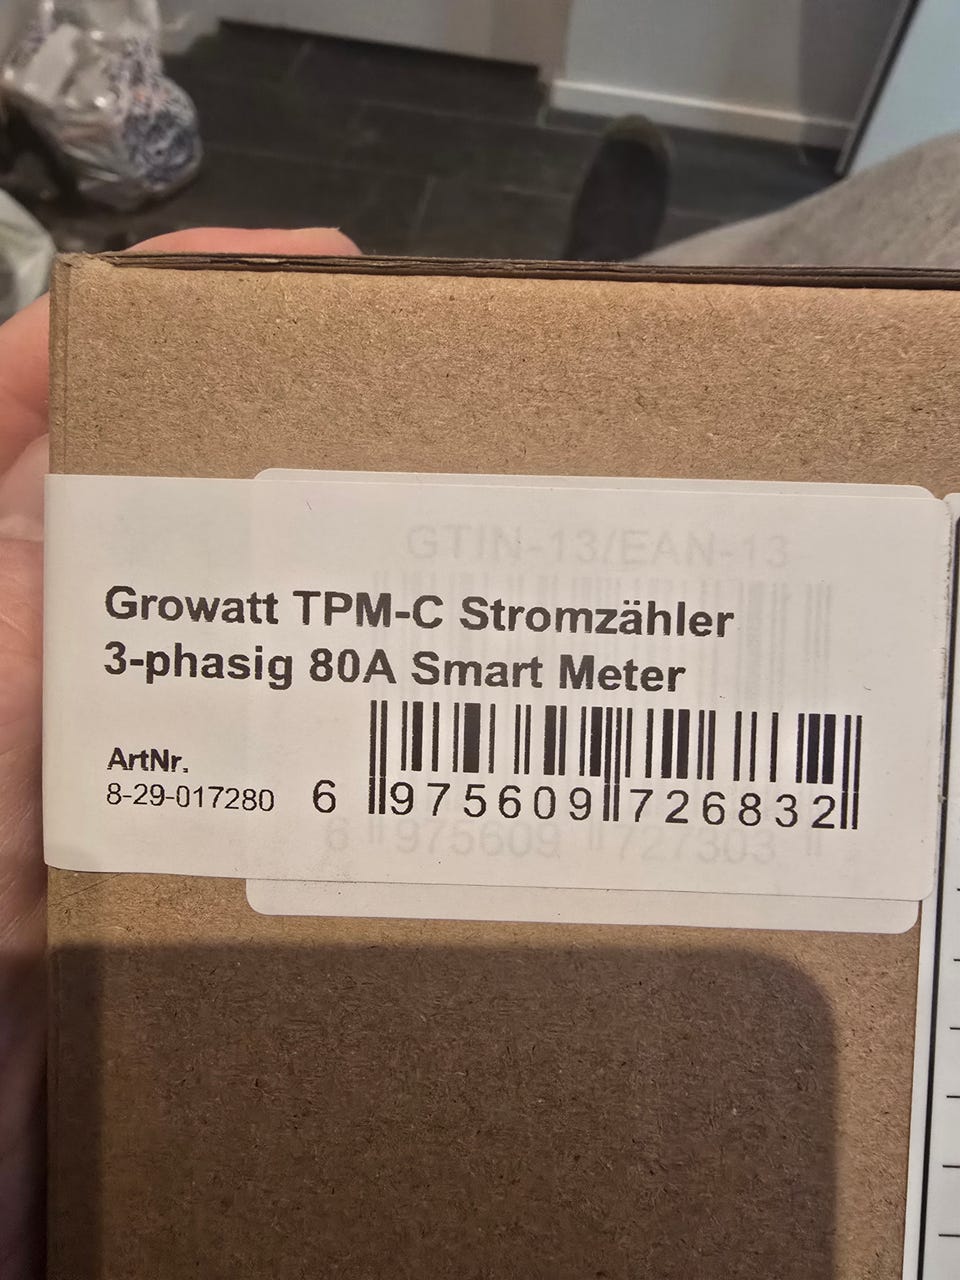 GTIN-13/EAN-13
Growatt TPM-C Stromzähler
3-phasig 80A Smart Meter
ArtNr.
8-29-017280
6 975609 726832
6 975609 727303